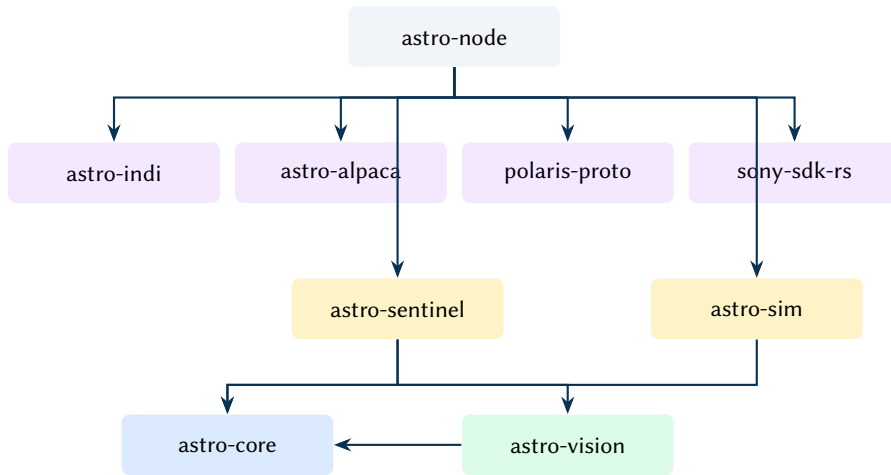 astro-node
astro-indi
astro-alpaca
polaris-proto
sony-sdk-rs
astro-sentinel
astro-sim
astro-core
astro-vision